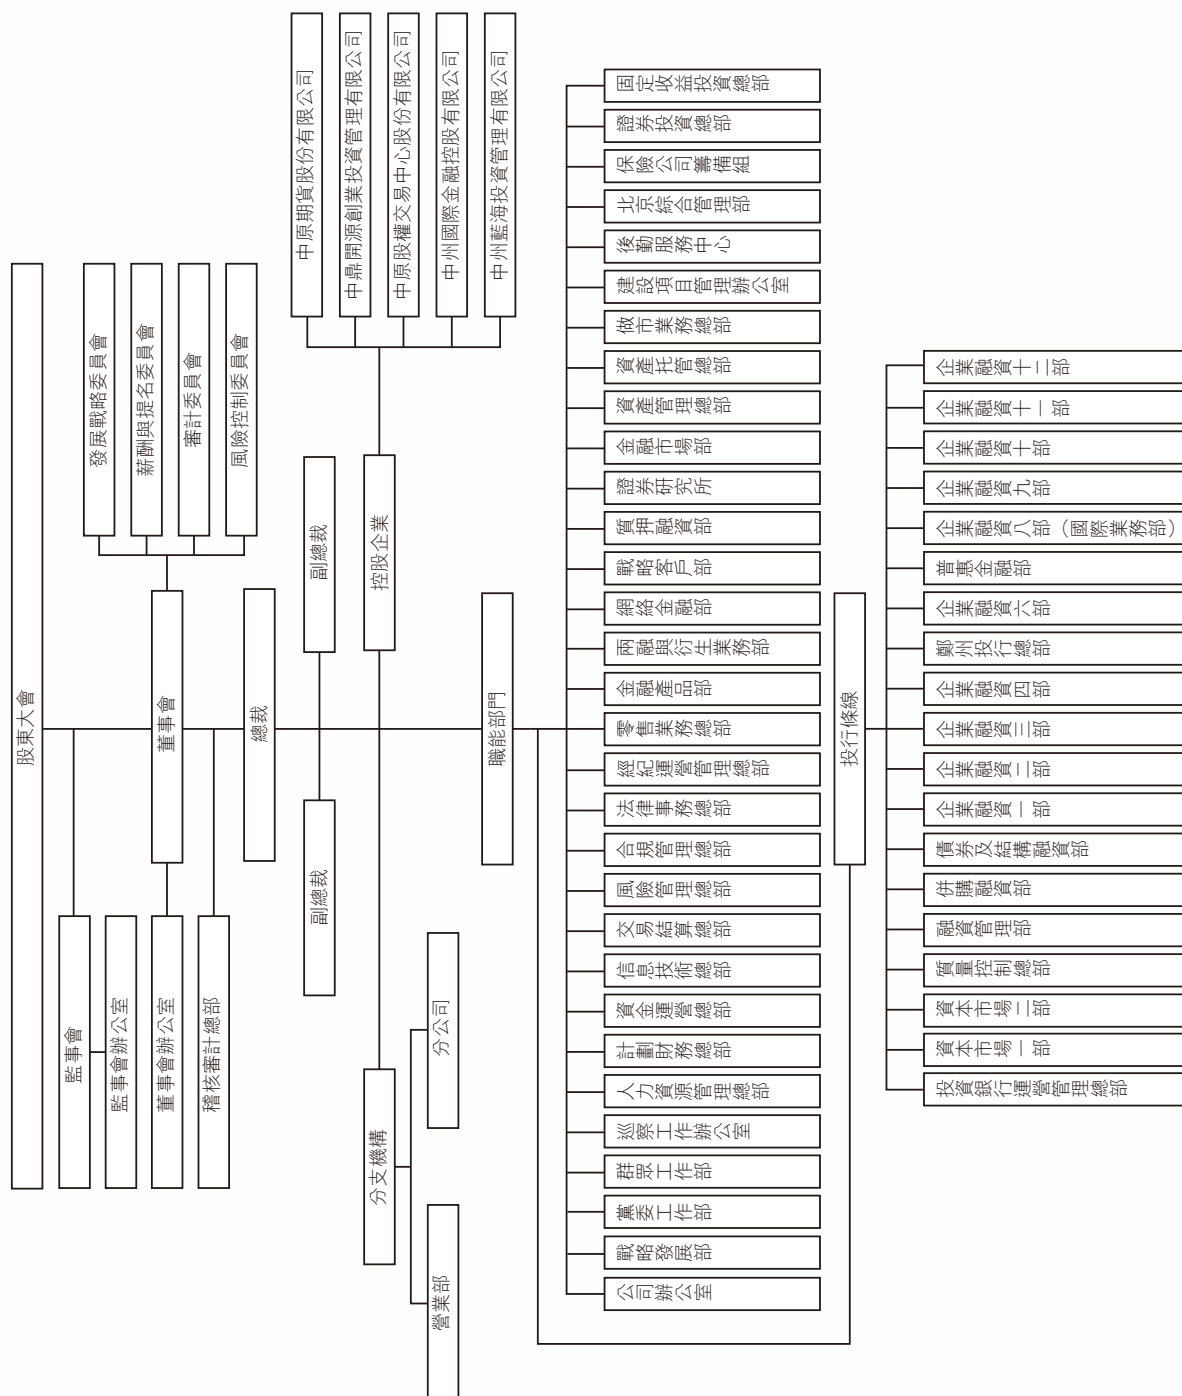 股東大會
監事會
監事會辦公室
董事會
發展戰略委員會
薪酬與提名委員會
審計委員會
風險控制委員會
董事會辦公室
稽核審計總部
總裁
副總裁
副總裁
分支機構
控股企業
營業部
分公司
中原期貨股份有限公司
中鼎開源創業投資管理有限公司
中原股權交易中心股份有限公司
中州國際金融控股有限公司
中州藍海投資管理有限公司
職能部門
公司辦公室
戰略發展部
黨委工作部
群眾工作部
巡察工作辦公室
人力資源管理總部
計劃財務總部
資金運營總部
信息技術總部
交易結算總部
風險管理總部
合規管理總部
法律事務總部
經紀運營管理總部
零售業務總部
金融產品部
兩融與衍生業務部
網絡金融部
戰略客戶部
質押融資部
證券研究所
金融市場部
資產管理總部
資產托管總部
做市業務總部
建設項目管理辦公室
後勤服務中心
北京綜合管理部
保險公司籌備組
證券投資總部
固定收益投資總部
投行條線
投資銀行運營管理總部
資本市場一部
資本市場二部
質量控制總部
融資管理部
併購融資部
債券及結構融資部
企業融資一部
企業融資二部
企業融資三部
企業融資四部
鄭州投行總部
企業融資六部
普惠金融部
企業融資八部（國際業務部）
企業融資九部
企業融資十部
企業融資十一部
企業融資十二部